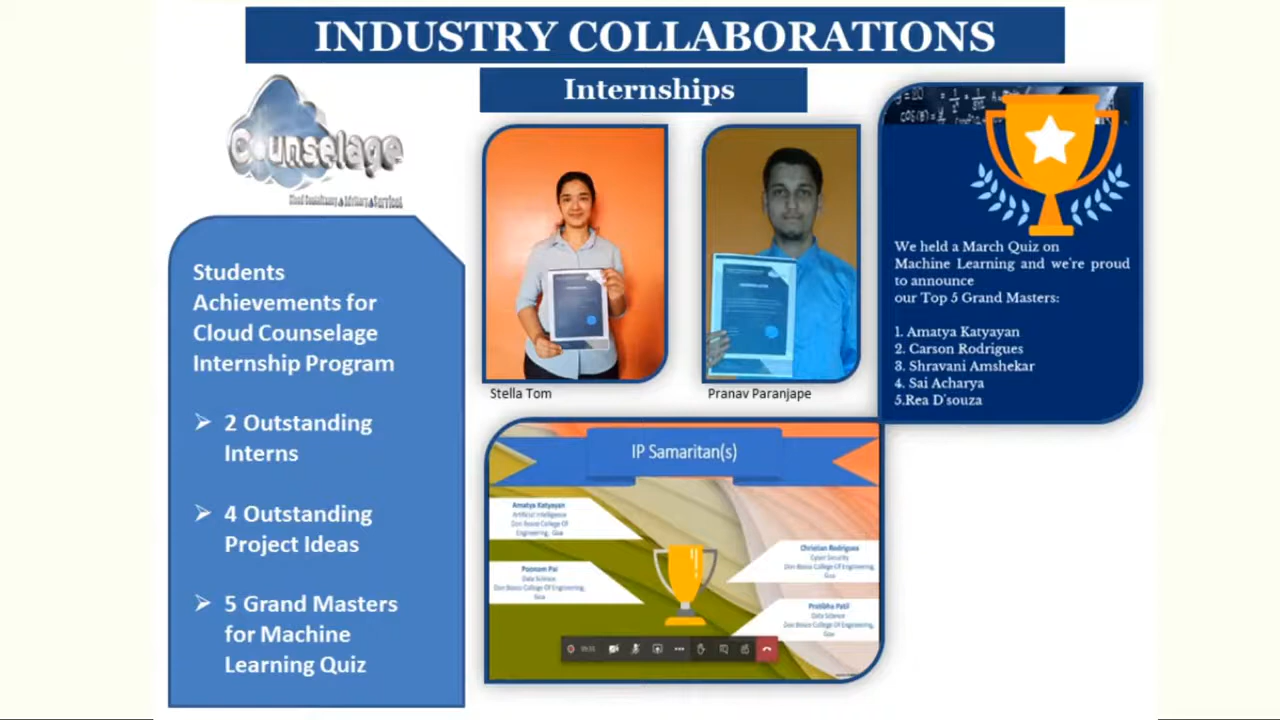 INDUSTRY COLLABORATIONS
Internships
Counselage
Cloud Consultancy & Advisory Services
Students
Achievements for
Cloud Counselage
Internship Program
➢ 2 Outstanding
Interns
➢ 4 Outstanding
Project Ideas
➢ 5 Grand Masters
for Machine
Learning Quiz
Stella Tom
Pranav Paranjape
We held a March Quiz on
Machine Learning and we're proud
to announce
our Top 5 Grand Masters:
1. Amatya Katyayan
2. Carson Rodrigues
3. Shravani Amshekar
4. Sai Acharya
5.Rea D'souza
IP Samaritan(s)
Amatya Katyayan
Artificial Intelligence
Don Bosco College Of
Engineering, Goa
Poonam Pai
Data Science
Don Bosco College Of Engineering,
Goa
Christian Rodrigues
Cyber Security
Don Bosco College Of Engineering,
Goa
Pratibha Patil
Data Science
Don Bosco College Of Engineering,
Goa